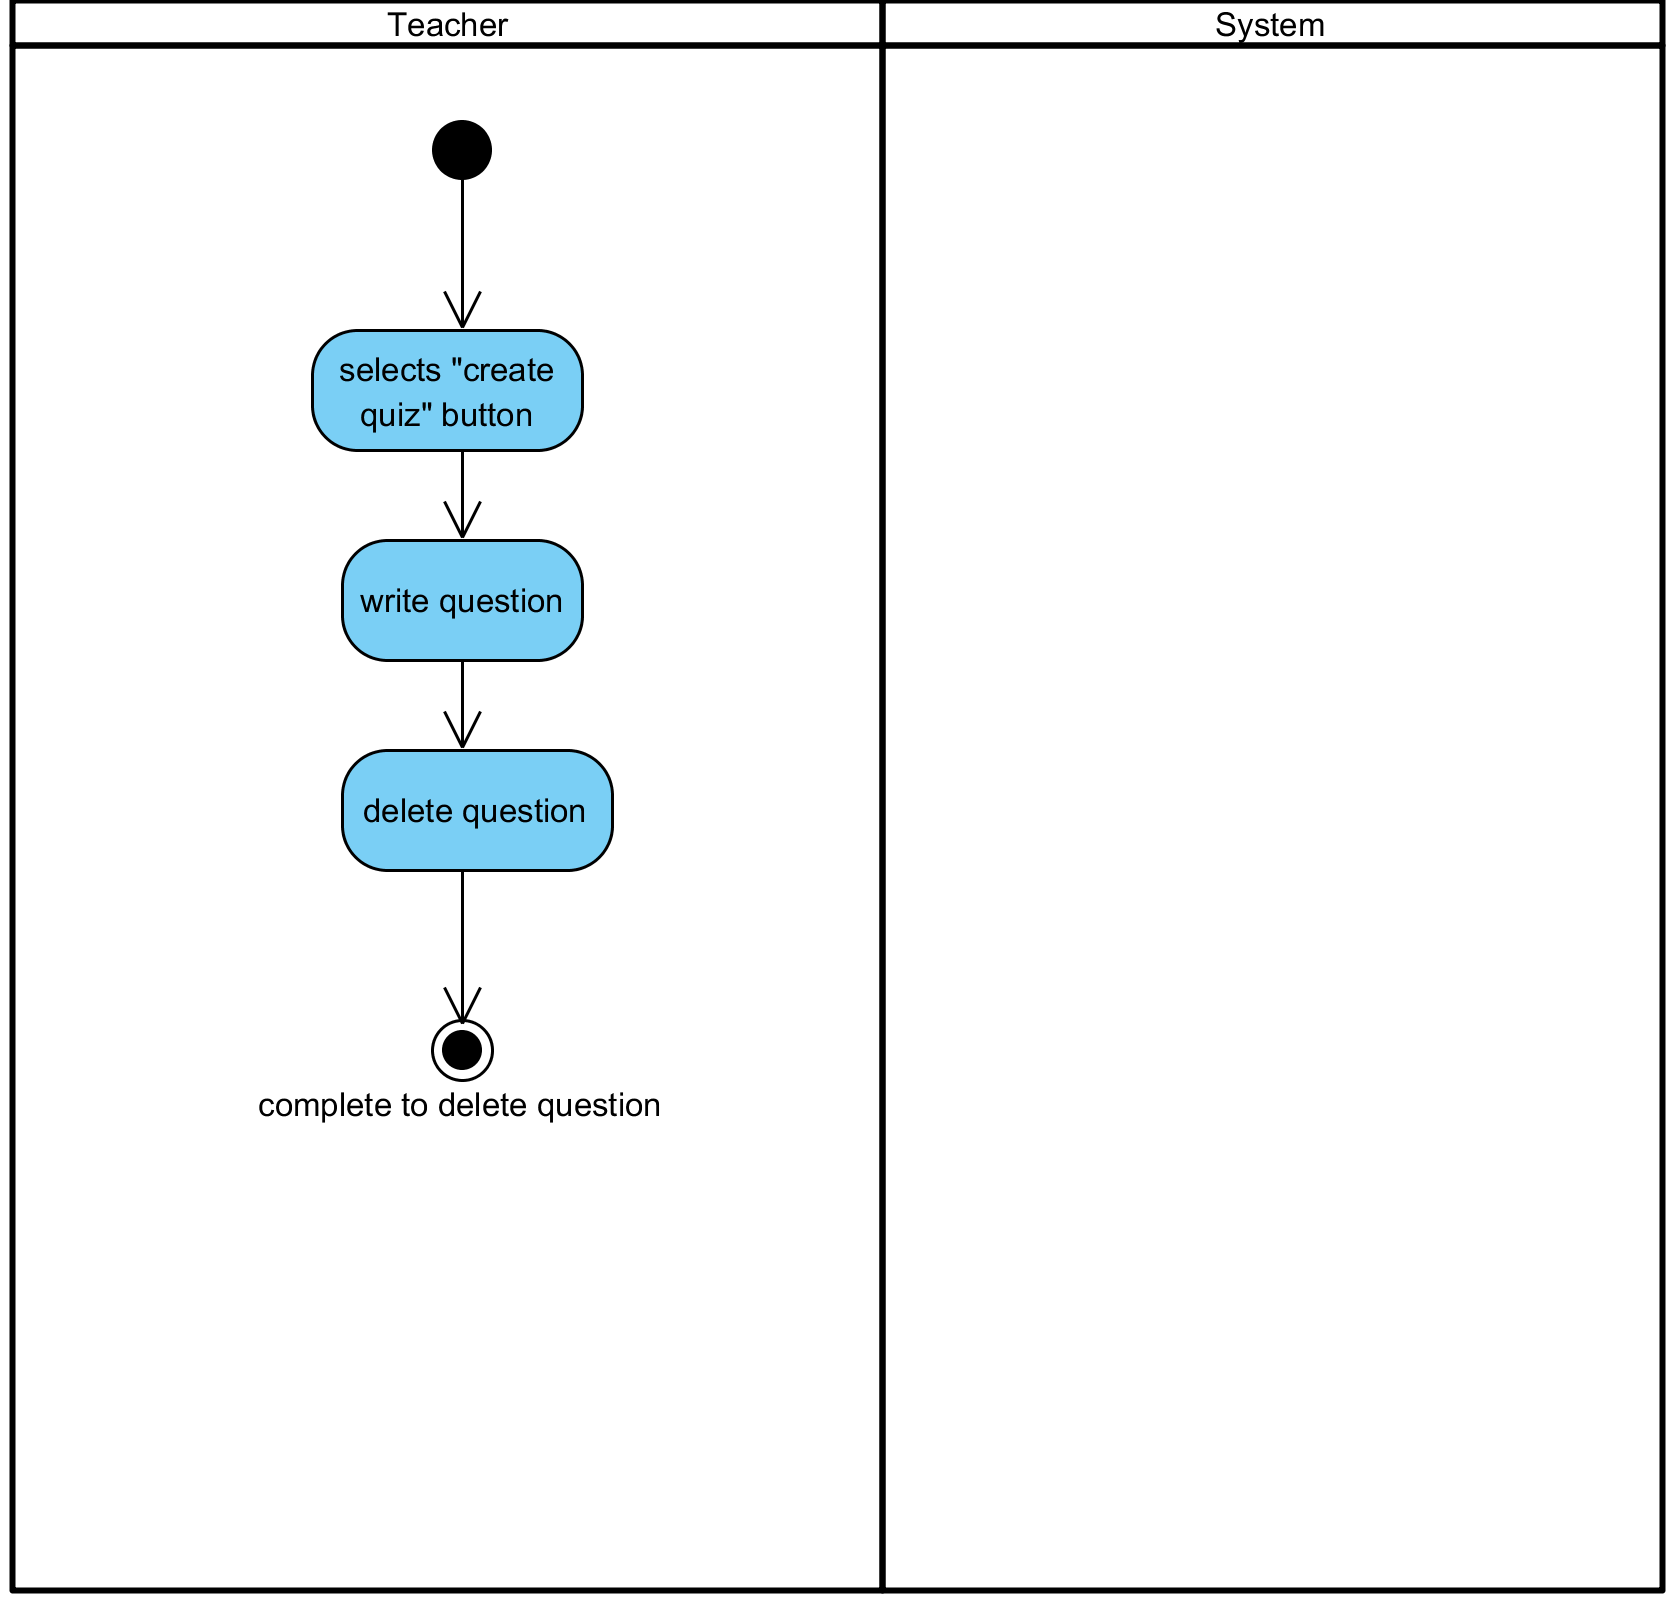 Teacher
System
selects "create
quiz" button
write question
delete question
complete to delete question